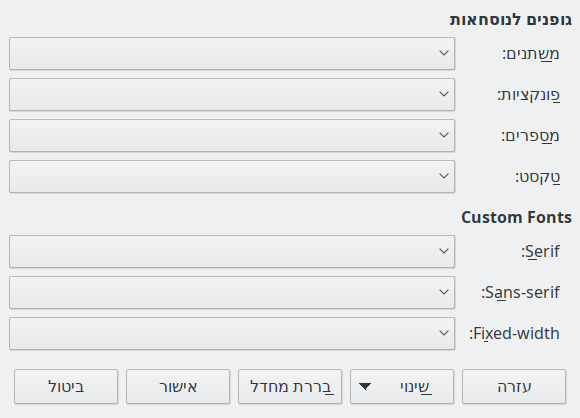 גופנים לנוסחאות
משתנים:
פונקציות:
מספרים:
טקסט:
Custom Fonts
Serif:
Sans-serif:
Fixed-width:
עזרה שינוי בררת מחדל אישור ביטול